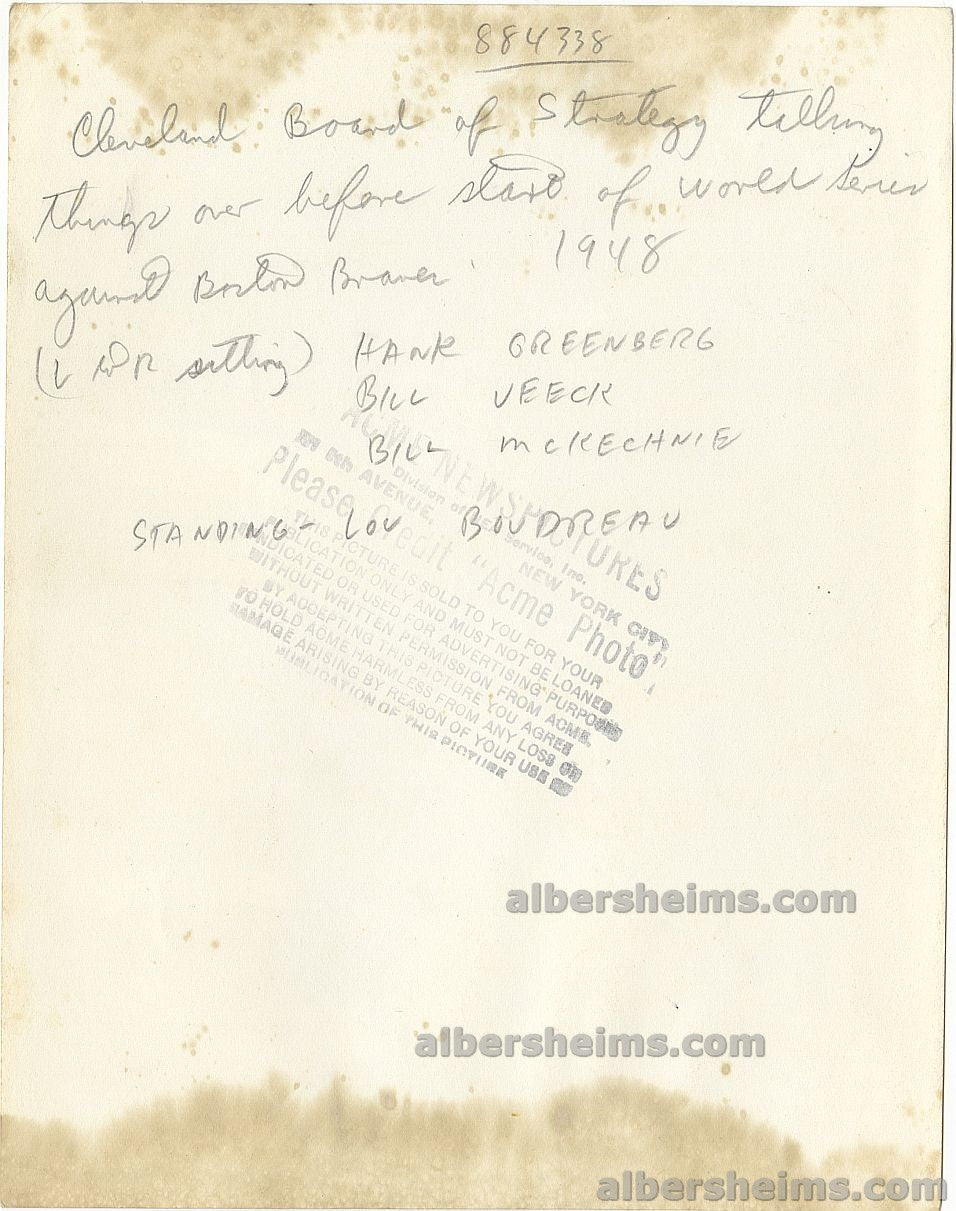 884338
Cleveland Board of Strategy talking
things over before start of World Series
against Boston Braves 1948
(L to R sitting) HANK GREENBERG
BILL VEECK
BILL McKECHNIE
STANDING - LOU BOUDREAU
ACME NEWSPICTURES
Division of NEA Service, Inc.
8th AVENUE, NEW YORK CITY
Please Credit "Acme Photo"
THIS PICTURE IS SOLD TO YOU FOR YOUR
PUBLICATION ONLY AND MUST NOT BE LOANED
SYNDICATED OR USED FOR ADVERTISING PURPOSES
WITHOUT WRITTEN PERMISSION FROM ACME.
BY ACCEPTING THIS PICTURE YOU AGREE
TO HOLD ACME HARMLESS FROM ANY LOSS OR
DAMAGE ARISING BY REASON OF YOUR USE OR
PUBLICATION OF THIS PICTURE
albersheims.com
albersheims.com
albersheims.com